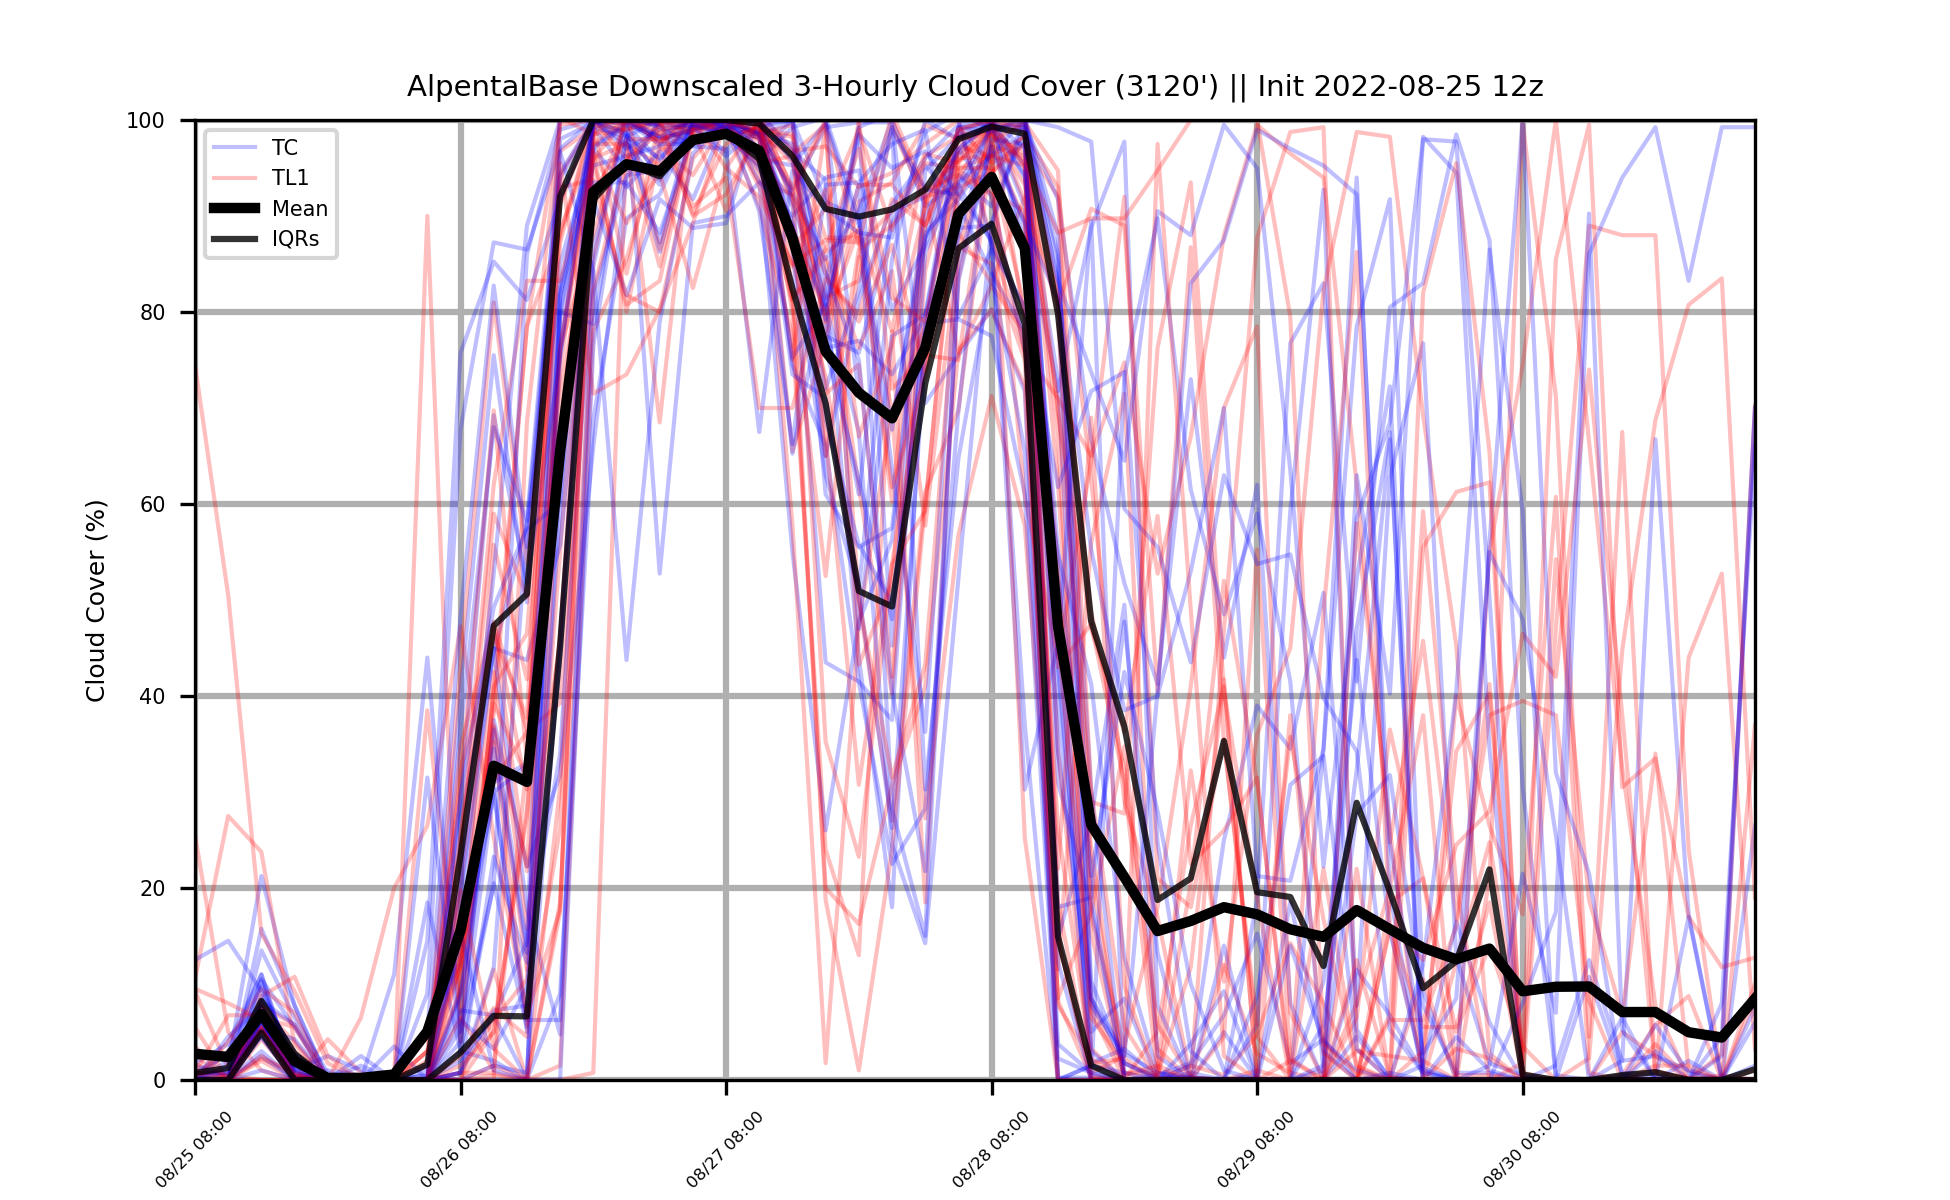 AlpentalBase Downscaled 3-Hourly Cloud Cover (3120') || Init 2022-08-25 12z
TC
TL1
Mean
IQRs
Cloud Cover (%)
100
80
60
40
20
0
08/25 08:00
08/26 08:00
08/27 08:00
08/28 08:00
08/29 08:00
08/30 08:00